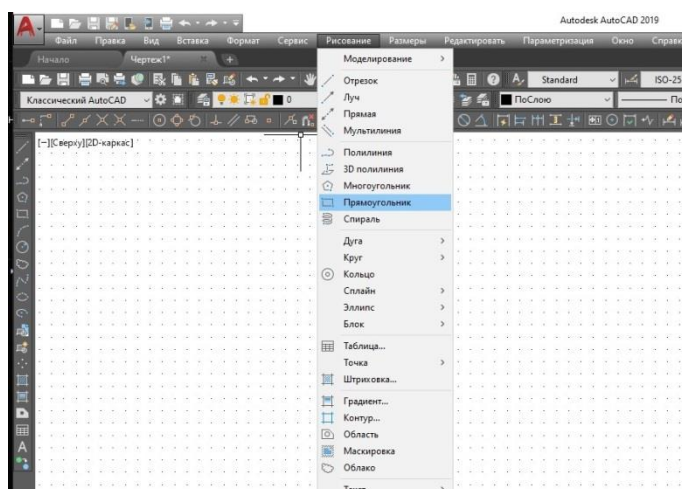 Autodesk AutoCAD 2019
Файл Правка Вид Вставка Формат Сервис Рисование Размеры Редактировать Параметризация Окно Справк
Начало Чертеж1*
Standard ISO-25
Классический AutoCAD 0 ПоСлою По
[−][Сверху][2D-каркас]
Моделирование
Отрезок
Луч
Прямая
Мультилиния
Полилиния
3D полилиния
Многоугольник
Прямоугольник
Спираль
Дуга
Круг
Кольцо
Сплайн
Эллипс
Блок
Таблица...
Точка
Штриховка...
Градиент...
Контур...
Область
Маскировка
Облако